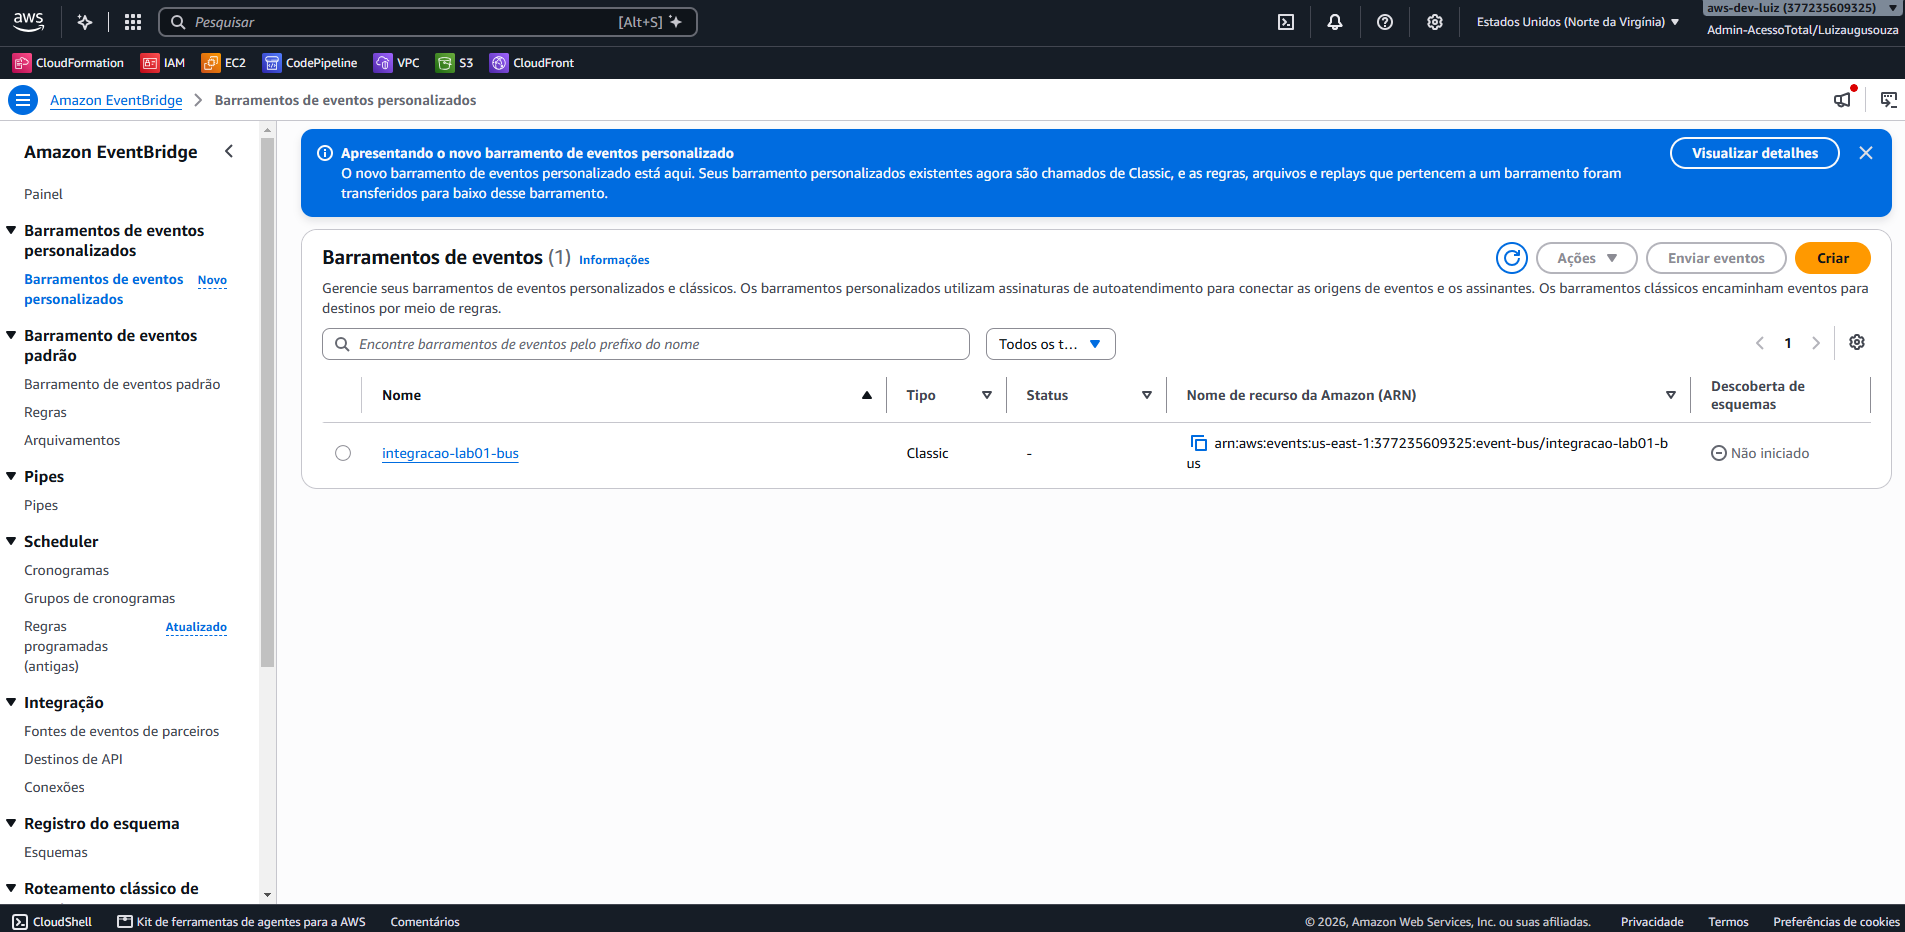 aws
Pesquisar
[Alt+S]
Estados Unidos (Norte da Virgínia)
aws-dev-luiz (377235609325)
Admin-AcessoTotal/Luizaugusouza
CloudFormation
IAM
EC2
CodePipeline
VPC
S3
CloudFront
Amazon EventBridge
Barramentos de eventos personalizados
Amazon EventBridge
Painel
Barramentos de eventos
personalizados
Barramentos de eventos
personalizados
Novo
Barramento de eventos
padrão
Barramento de eventos padrão
Regras
Arquivamentos
Pipes
Pipes
Scheduler
Cronogramas
Grupos de cronogramas
Regras
programadas
(antigas)
Atualizado
Integração
Fontes de eventos de parceiros
Destinos de API
Conexões
Registro do esquema
Esquemas
Roteamento clássico de
Apresentando o novo barramento de eventos personalizado
O novo barramento de eventos personalizado está aqui. Seus barramento personalizados existentes agora são chamados de Classic, e as regras, arquivos e replays que pertencem a um barramento foram
transferidos para baixo desse barramento.
Visualizar detalhes
Barramentos de eventos (1)
Informações
Ações
Enviar eventos
Criar
Gerencie seus barramentos de eventos personalizados e clássicos. Os barramentos personalizados utilizam assinaturas de autoatendimento para conectar as origens de eventos e os assinantes. Os barramentos clássicos encaminham eventos para
destinos por meio de regras.
Encontre barramentos de eventos pelo prefixo do nome
Todos os t...
1
Nome
Tipo
Status
Nome de recurso da Amazon (ARN)
Descoberta de
esquemas
integracao-lab01-bus
Classic
-
arn:aws:events:us-east-1:377235609325:event-bus/integracao-lab01-b
us
Não iniciado
CloudShell
Kit de ferramentas de agentes para a AWS
Comentários
© 2026, Amazon Web Services, Inc. ou suas afiliadas.
Privacidade
Termos
Preferências de cookies